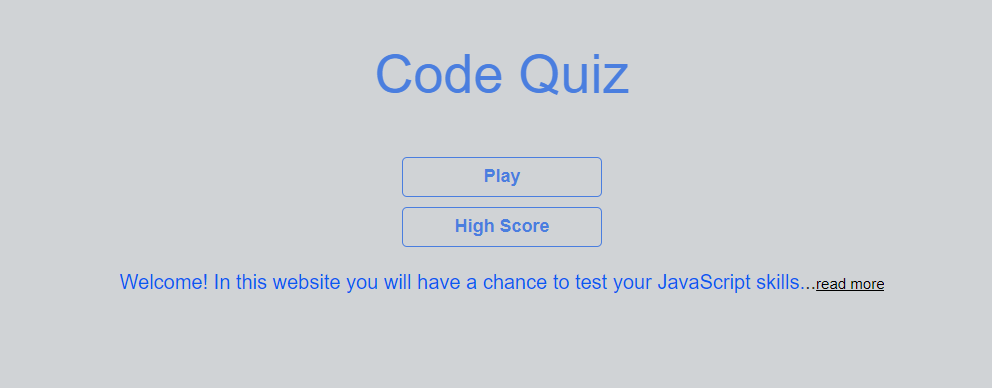 Code Quiz
Play
High Score
Welcome! In this website you will have a chance to test your JavaScript skills...read more